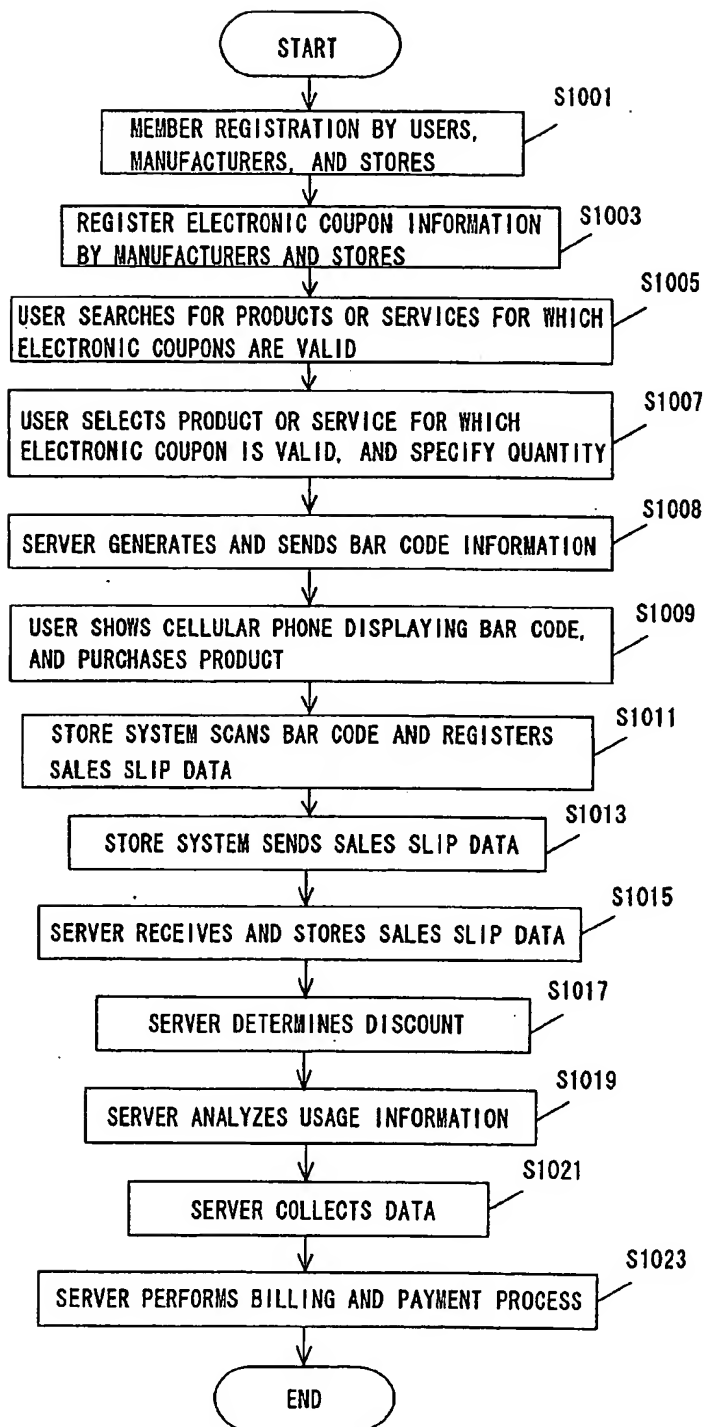 START
S1001
MEMBER REGISTRATION BY USERS,
MANUFACTURERS, AND STORES
S1003
REGISTER ELECTRONIC COUPON INFORMATION
BY MANUFACTURERS AND STORES
S1005
USER SEARCHES FOR PRODUCTS OR SERVICES FOR WHICH
ELECTRONIC COUPONS ARE VALID
S1007
USER SELECTS PRODUCT OR SERVICE FOR WHICH
ELECTRONIC COUPON IS VALID, AND SPECIFY QUANTITY
S1008
SERVER GENERATES AND SENDS BAR CODE INFORMATION
S1009
USER SHOWS CELLULAR PHONE DISPLAYING BAR CODE,
AND PURCHASES PRODUCT
S1011
STORE SYSTEM SCANS BAR CODE AND REGISTERS
SALES SLIP DATA
S1013
STORE SYSTEM SENDS SALES SLIP DATA
S1015
SERVER RECEIVES AND STORES SALES SLIP DATA
S1017
SERVER DETERMINES DISCOUNT
S1019
SERVER ANALYZES USAGE INFORMATION
S1021
SERVER COLLECTS DATA
S1023
SERVER PERFORMS BILLING AND PAYMENT PROCESS
END